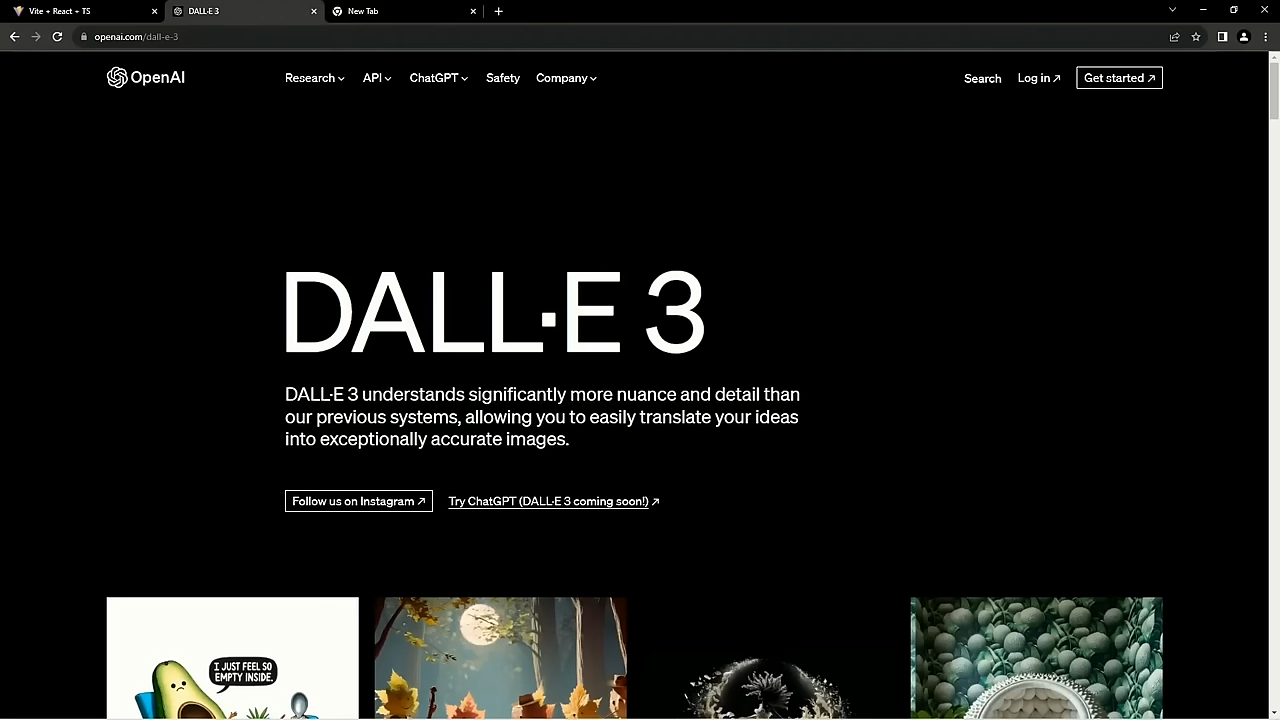 Vite + React + TS
DALL·E 3
New Tab
openai.com/dall-e-3
OpenAI
Research
API
ChatGPT
Safety
Company
Search
Log in ↗
Get started ↗
DALL·E 3
DALL·E 3 understands significantly more nuance and detail than
our previous systems, allowing you to easily translate your ideas
into exceptionally accurate images.
Follow us on Instagram ↗
Try ChatGPT (DALL·E 3 coming soon!) ↗
I JUST FEEL SO
EMPTY INSIDE.